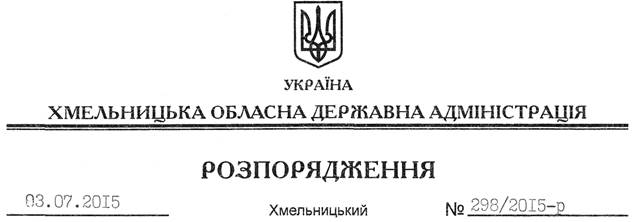 УКРАЇНА
ХМЕЛЬНИЦЬКА ОБЛАСНА ДЕРЖАВНА АДМІНІСТРАЦІЯ
РОЗПОРЯДЖЕННЯ
03.07.2015 Хмельницький № 298/2015-р